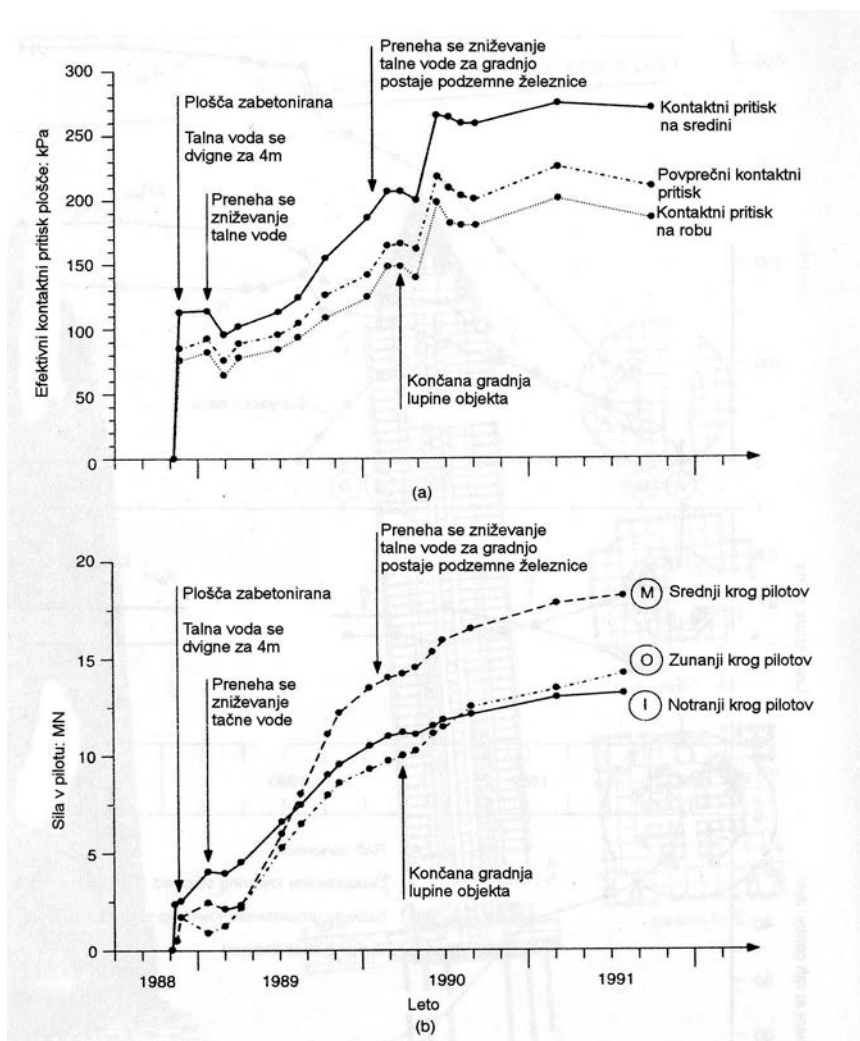 300
250
200
150
100
50
0
Efektivni kontaktni pritisk plošče: kPa
Plošča zabetonirana
Talna voda se
dvigne za 4m
Preneha se
zniževanje
talne vode
Preneha se zniževanje
talne vode za gradnjo
postaje podzemne železnice
Kontaktni pritisk
na sredini
Povprečni kontaktni
pritisk
Kontaktni pritisk
na robu
Končana gradnja
lupine objekta
(a)
20
15
10
5
0
Sila v pilotu: MN
Plošča zabetonirana
Talna voda se
dvigne za 4m
Preneha se
zniževanje
tačne vode
Preneha se zniževanje
talne vode za gradnjo
postaje podzemne železnice
M Srednji krog pilotov
O Zunanji krog pilotov
I Notranji krog pilotov
Končana gradnja
lupine objekta
1988 1989 1990 1991
Leto
(b)